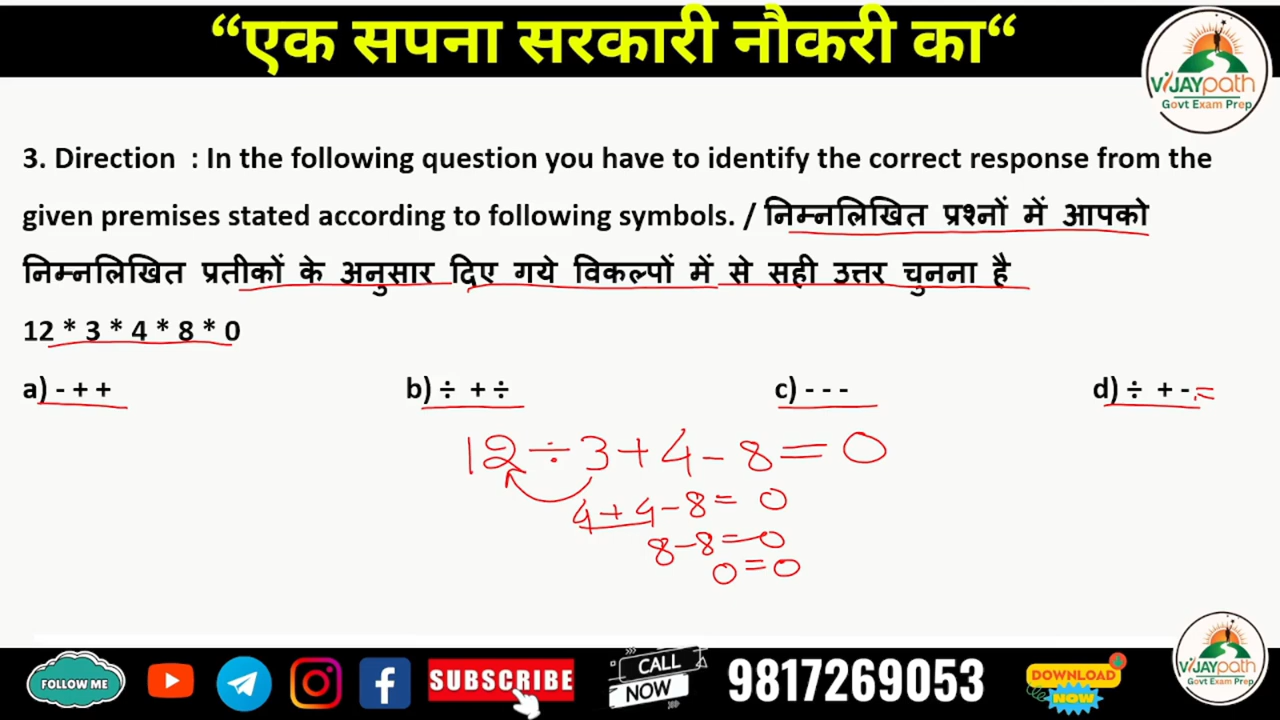 “एक सपना सरकारी नौकरी का“
ViJAYpath
Govt Exam Prep
3. Direction : In the following question you have to identify the correct response from the
given premises stated according to following symbols. / निम्नलिखित प्रश्नों में आपको
निम्नलिखित प्रतीकों के अनुसार दिए गये विकल्पों में से सही उत्तर चुनना है
12 * 3 * 4 * 8 * 0
a) - + + b) ÷ + ÷ c) - - - d) ÷ + - =
12 ÷ 3 + 4 - 8 = 0
4 + 4 - 8 = 0
8 - 8 = 0
0 = 0
FOLLOW ME
SUBSCRIBE
CALL
NOW
9817269053
DOWNLOAD
NOW
ViJAYpath
Govt Exam Prep